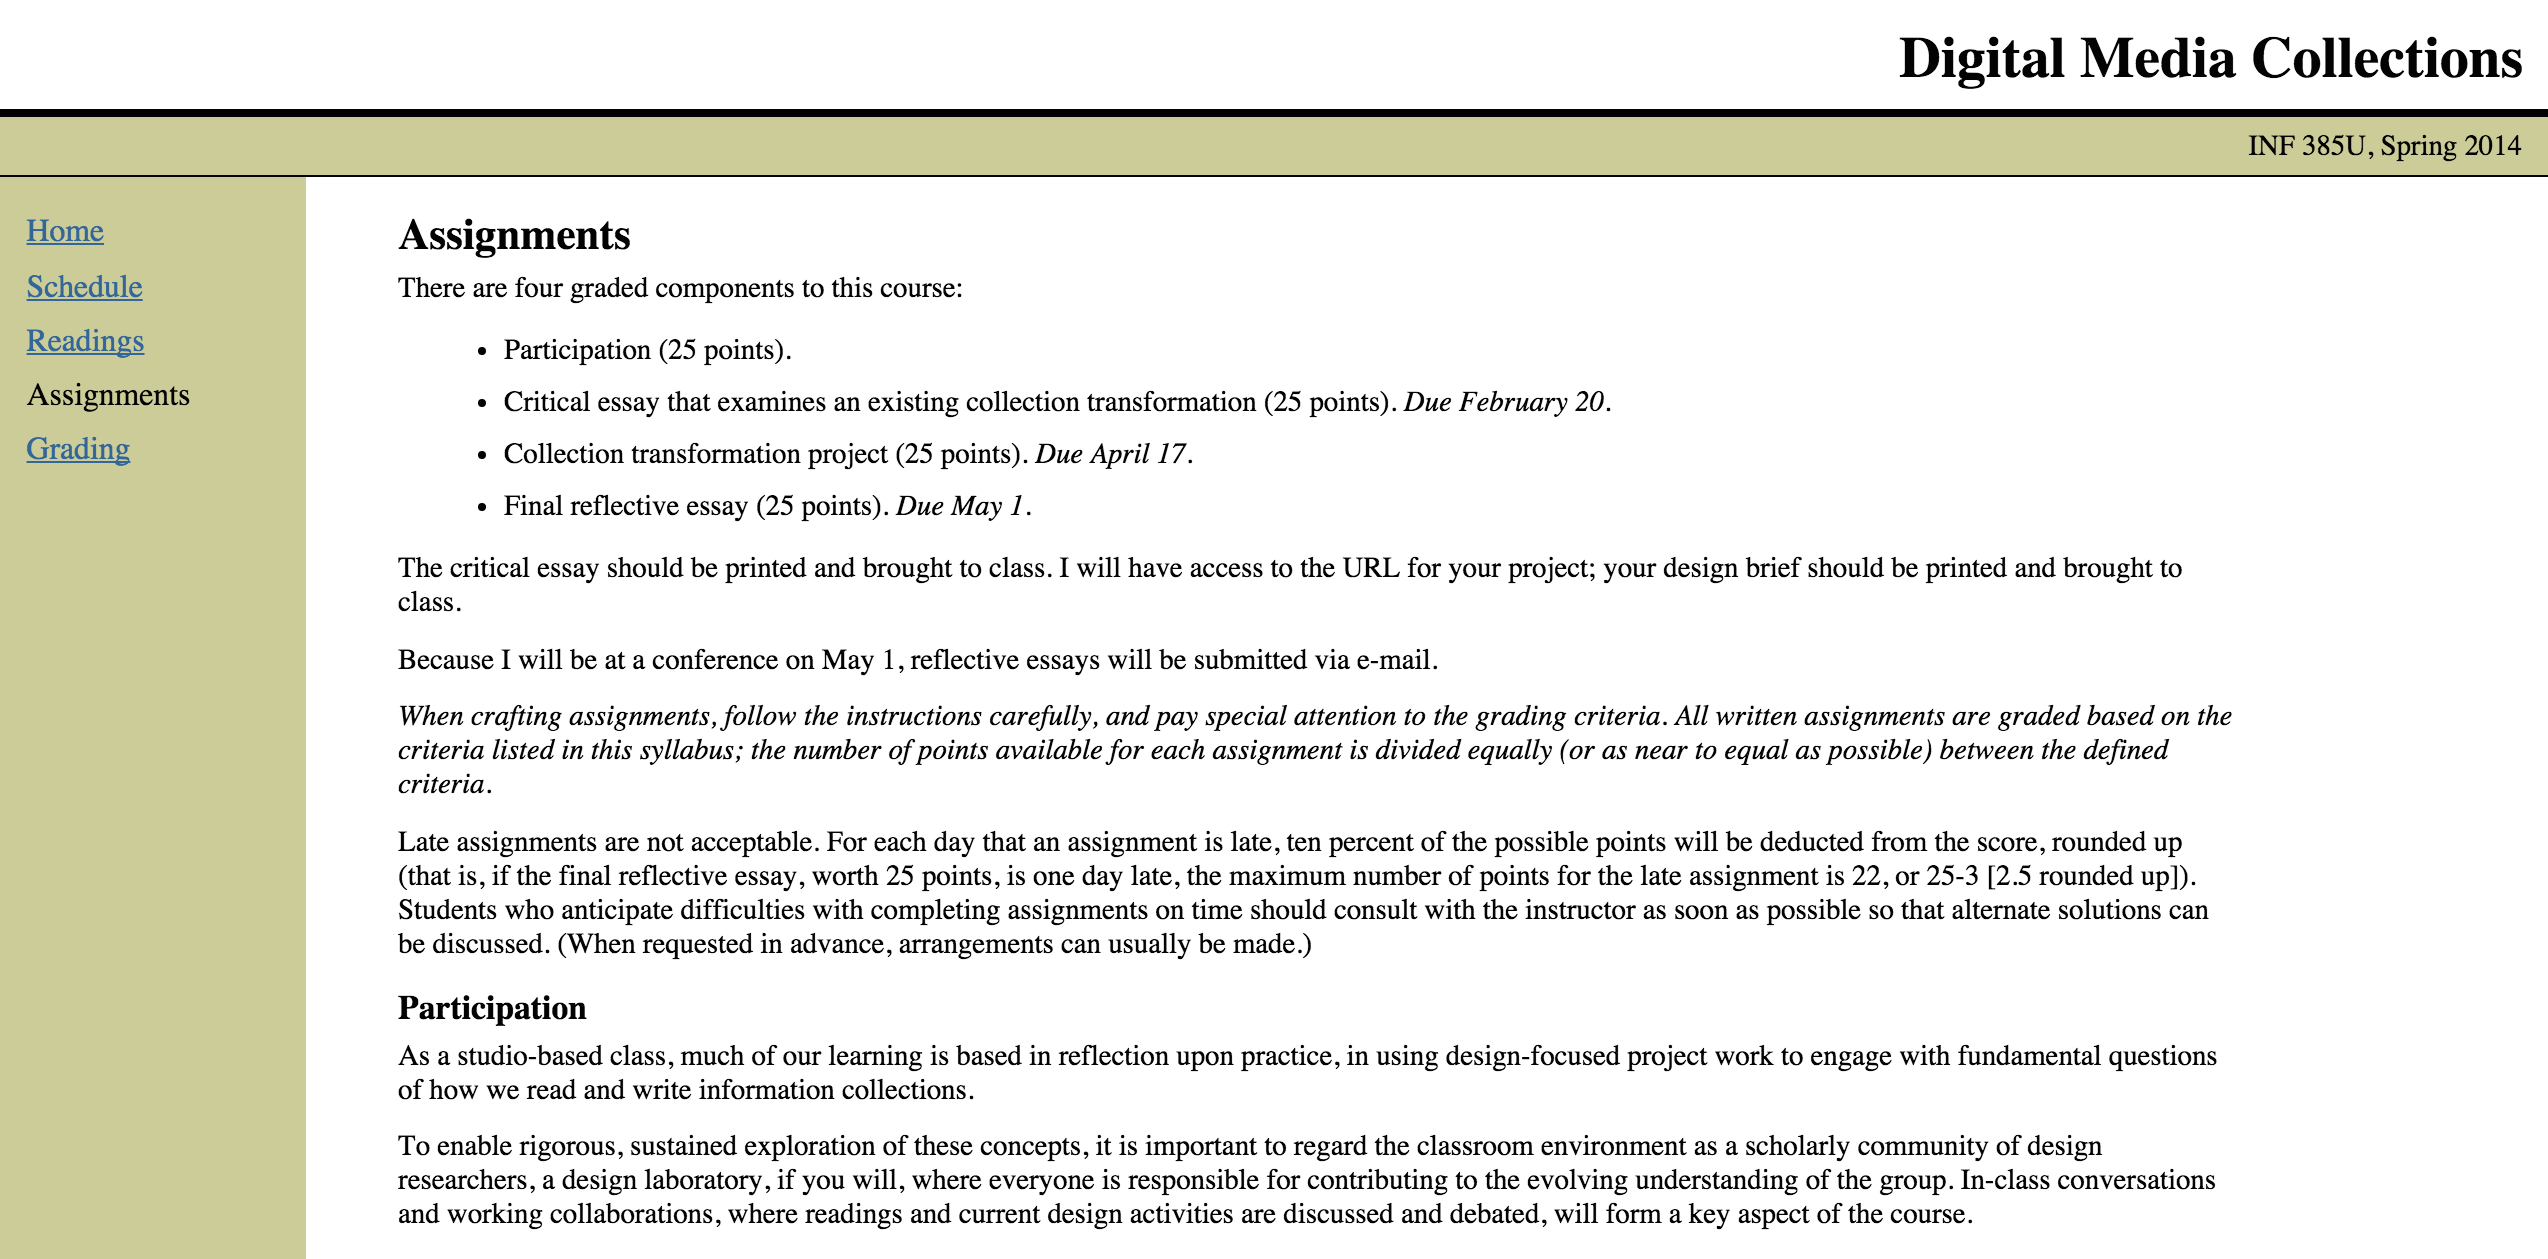 Digital Media Collections
INF 385U, Spring 2014
Home
Schedule
Readings
Assignments
Grading
Assignments
There are four graded components to this course:
• Participation (25 points).
• Critical essay that examines an existing collection transformation (25 points). Due February 20.
• Collection transformation project (25 points). Due April 17.
• Final reflective essay (25 points). Due May 1.
The critical essay should be printed and brought to class. I will have access to the URL for your project; your design brief should be printed and brought to
class.
Because I will be at a conference on May 1, reflective essays will be submitted via e-mail.
When crafting assignments, follow the instructions carefully, and pay special attention to the grading criteria. All written assignments are graded based on the
criteria listed in this syllabus; the number of points available for each assignment is divided equally (or as near to equal as possible) between the defined
criteria.
Late assignments are not acceptable. For each day that an assignment is late, ten percent of the possible points will be deducted from the score, rounded up
(that is, if the final reflective essay, worth 25 points, is one day late, the maximum number of points for the late assignment is 22, or 25-3 [2.5 rounded up]).
Students who anticipate difficulties with completing assignments on time should consult with the instructor as soon as possible so that alternate solutions can
be discussed. (When requested in advance, arrangements can usually be made.)
Participation
As a studio-based class, much of our learning is based in reflection upon practice, in using design-focused project work to engage with fundamental questions
of how we read and write information collections.
To enable rigorous, sustained exploration of these concepts, it is important to regard the classroom environment as a scholarly community of design
researchers, a design laboratory, if you will, where everyone is responsible for contributing to the evolving understanding of the group. In-class conversations
and working collaborations, where readings and current design activities are discussed and debated, will form a key aspect of the course.